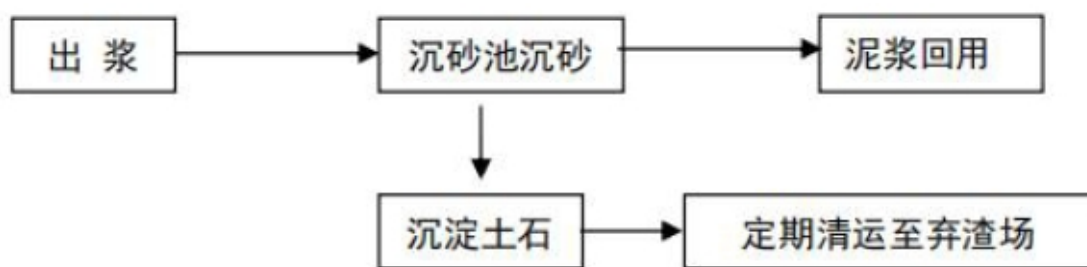 出 浆
沉砂池沉砂
泥浆回用
沉淀土石
定期清运至弃渣场